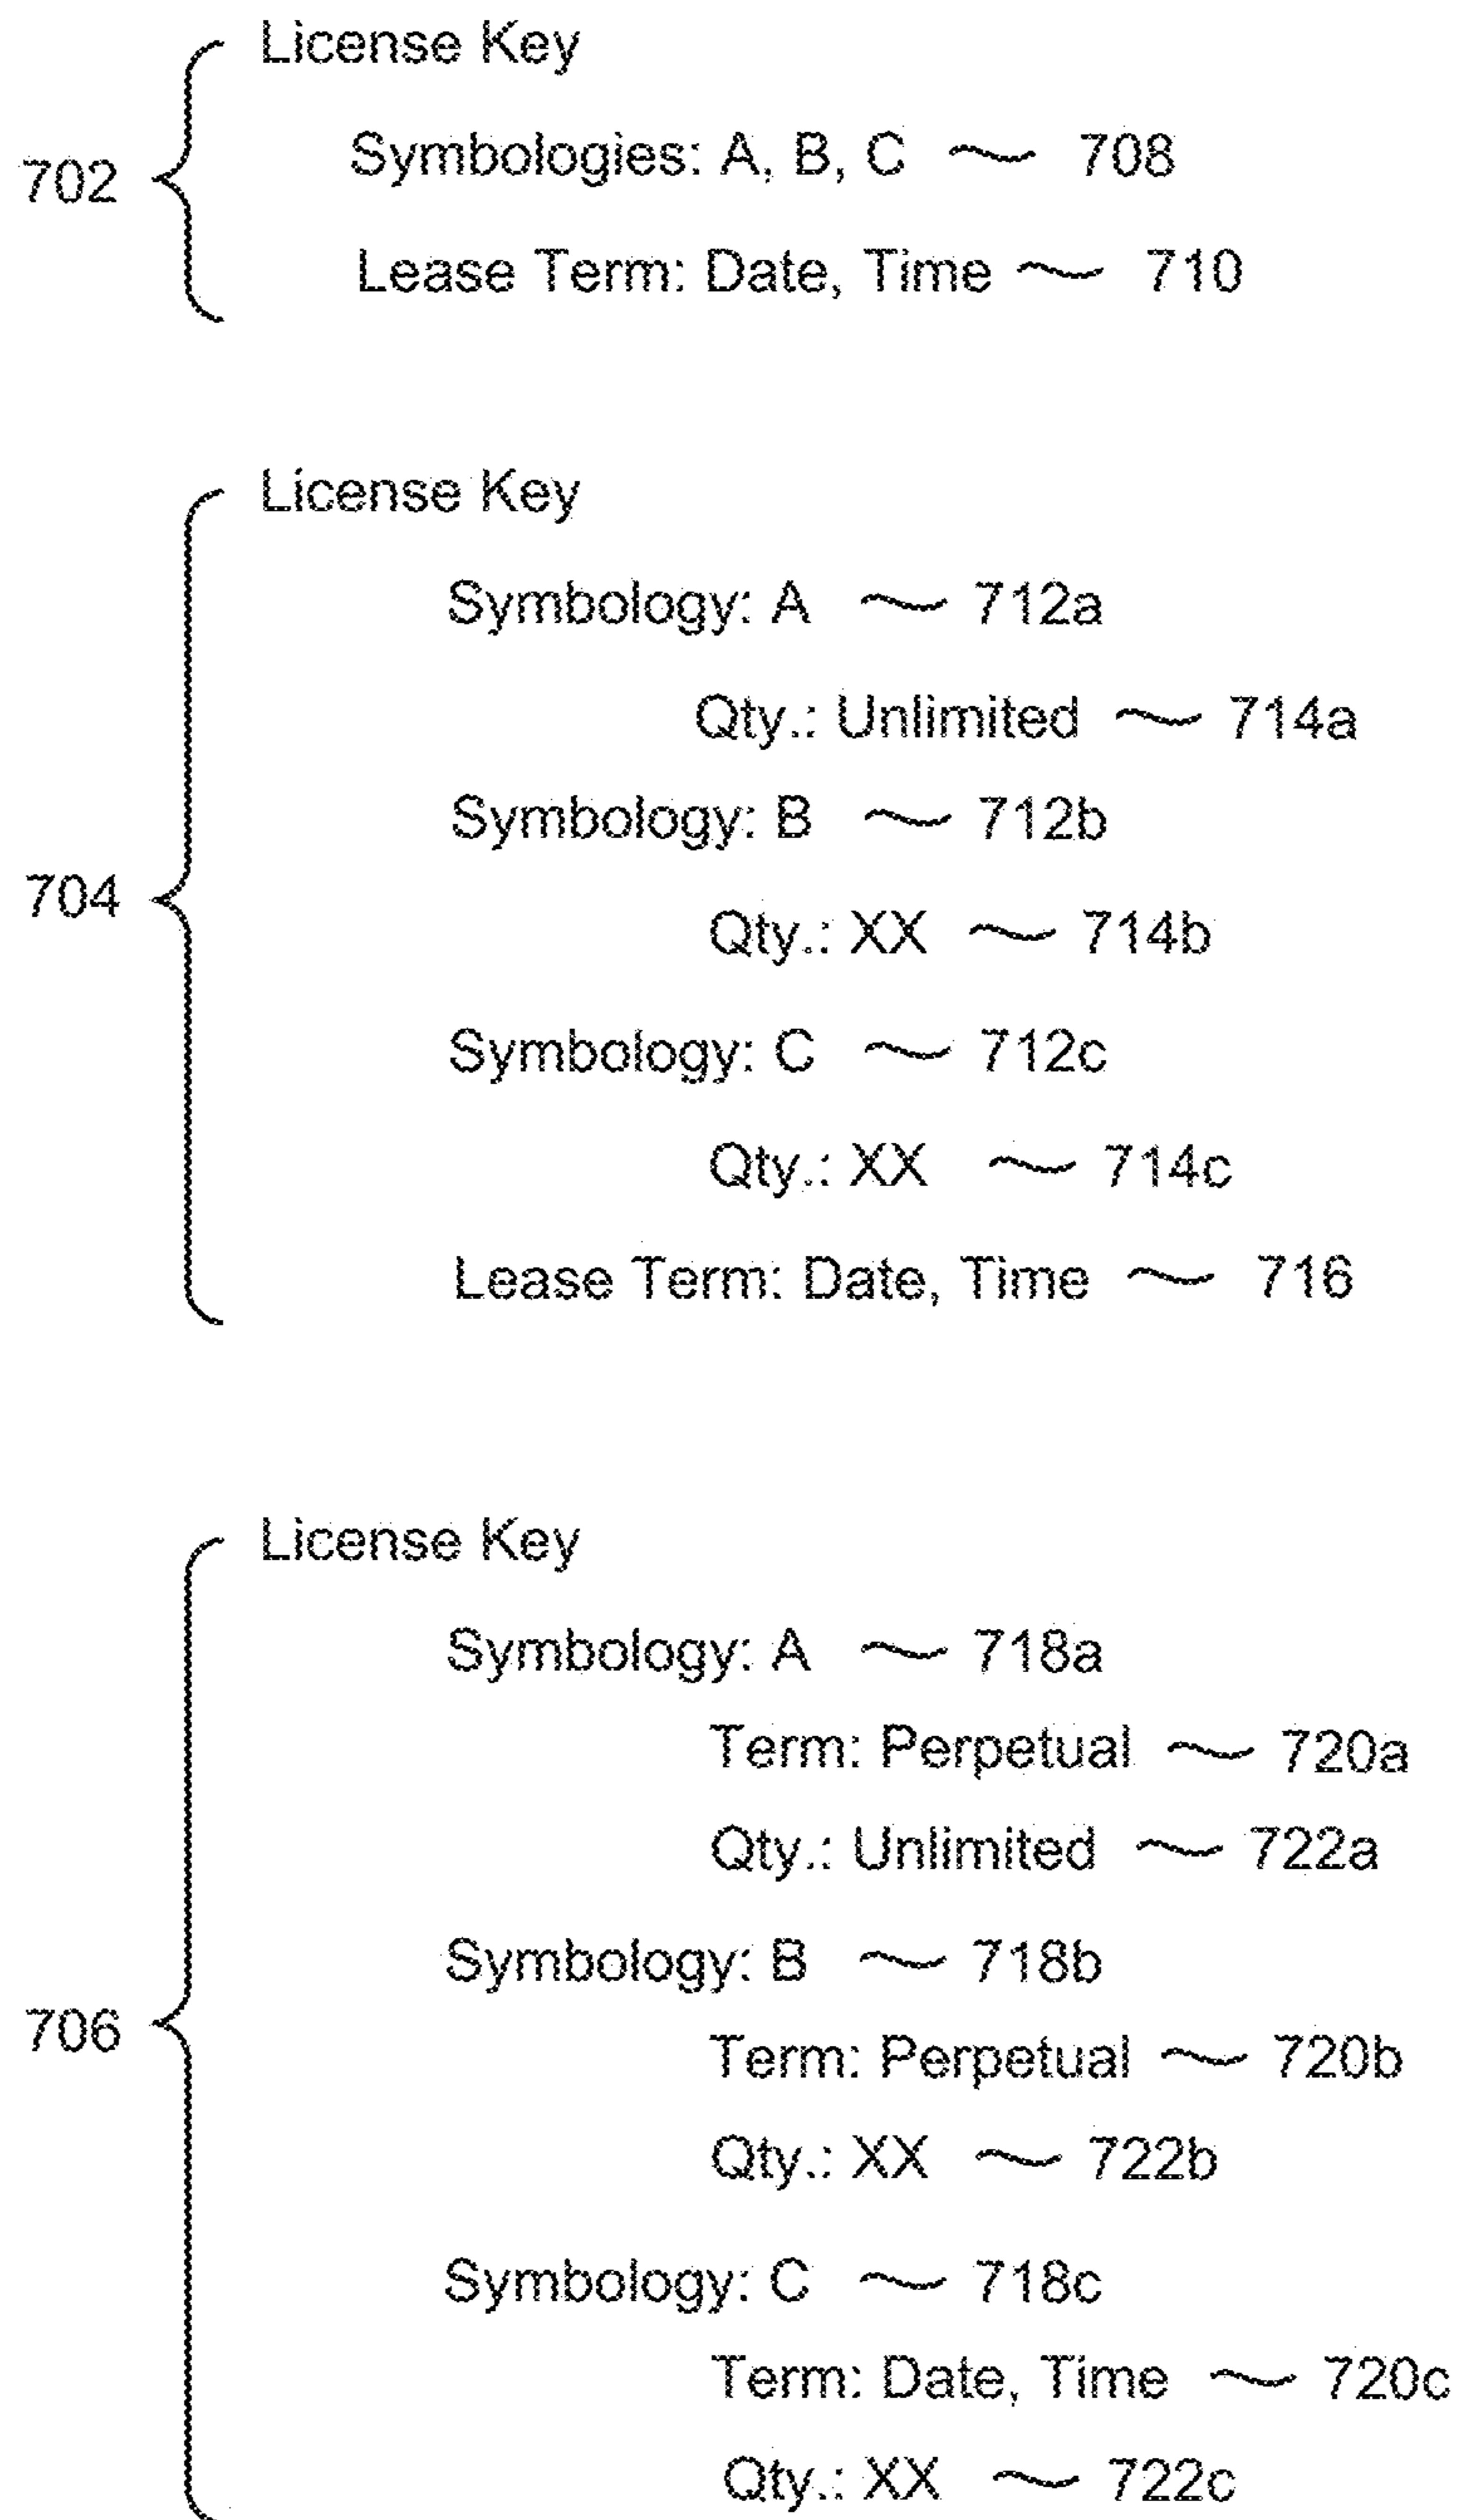 License Key
Symbologies: A, B, C 708
702
Lease Term: Date, Time 710
License Key
Symbology: A 712a
Qty.: Unlimited 714a
Symbology: B 712b
704
Qty.: XX 714b
Symbology: C 712c
Qty.: XX 714c
Lease Term: Date, Time 716
License Key
Symbology: A 718a
Term: Perpetual 720a
Qty.: Unlimited 722a
Symbology: B 718b
706
Term: Perpetual 720b
Qty.: XX 722b
Symbology: C 718c
Term: Date, Time 720c
Qty.: XX 722c